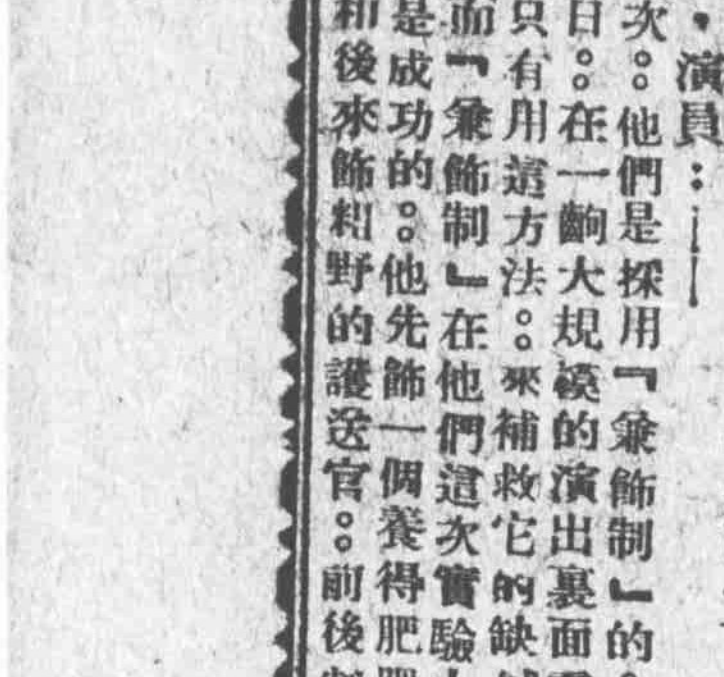 ・演員：——
次。。他們是採用『兼飾制』的
日。。在一齣大規模的演出裏面
只有用這方法。。來補救它的缺
而『兼飾制』在他們這次實驗
是成功的。。他先飾一個養得肥
和後來飾粗野的護送官。。前後